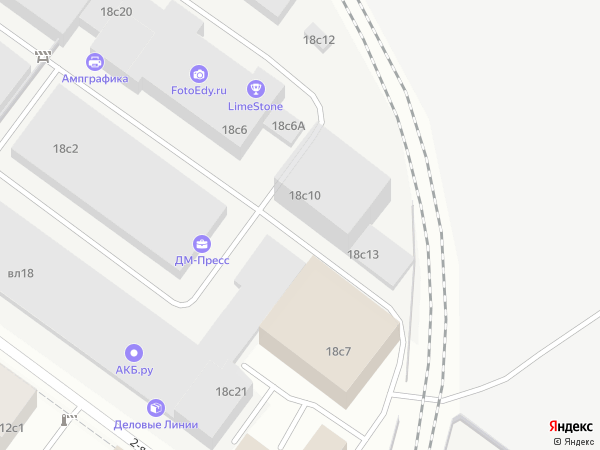 18с20
18с12
Ампграфика
FotoEdy.ru
LimeStone
18с6
18с6А
18с2
18с10
ДМ-Пресс
18с13
вл18
18с7
АКБ.ру
18с21
Деловые Линии
12с1
2-я
Яндекс
© Яндекс